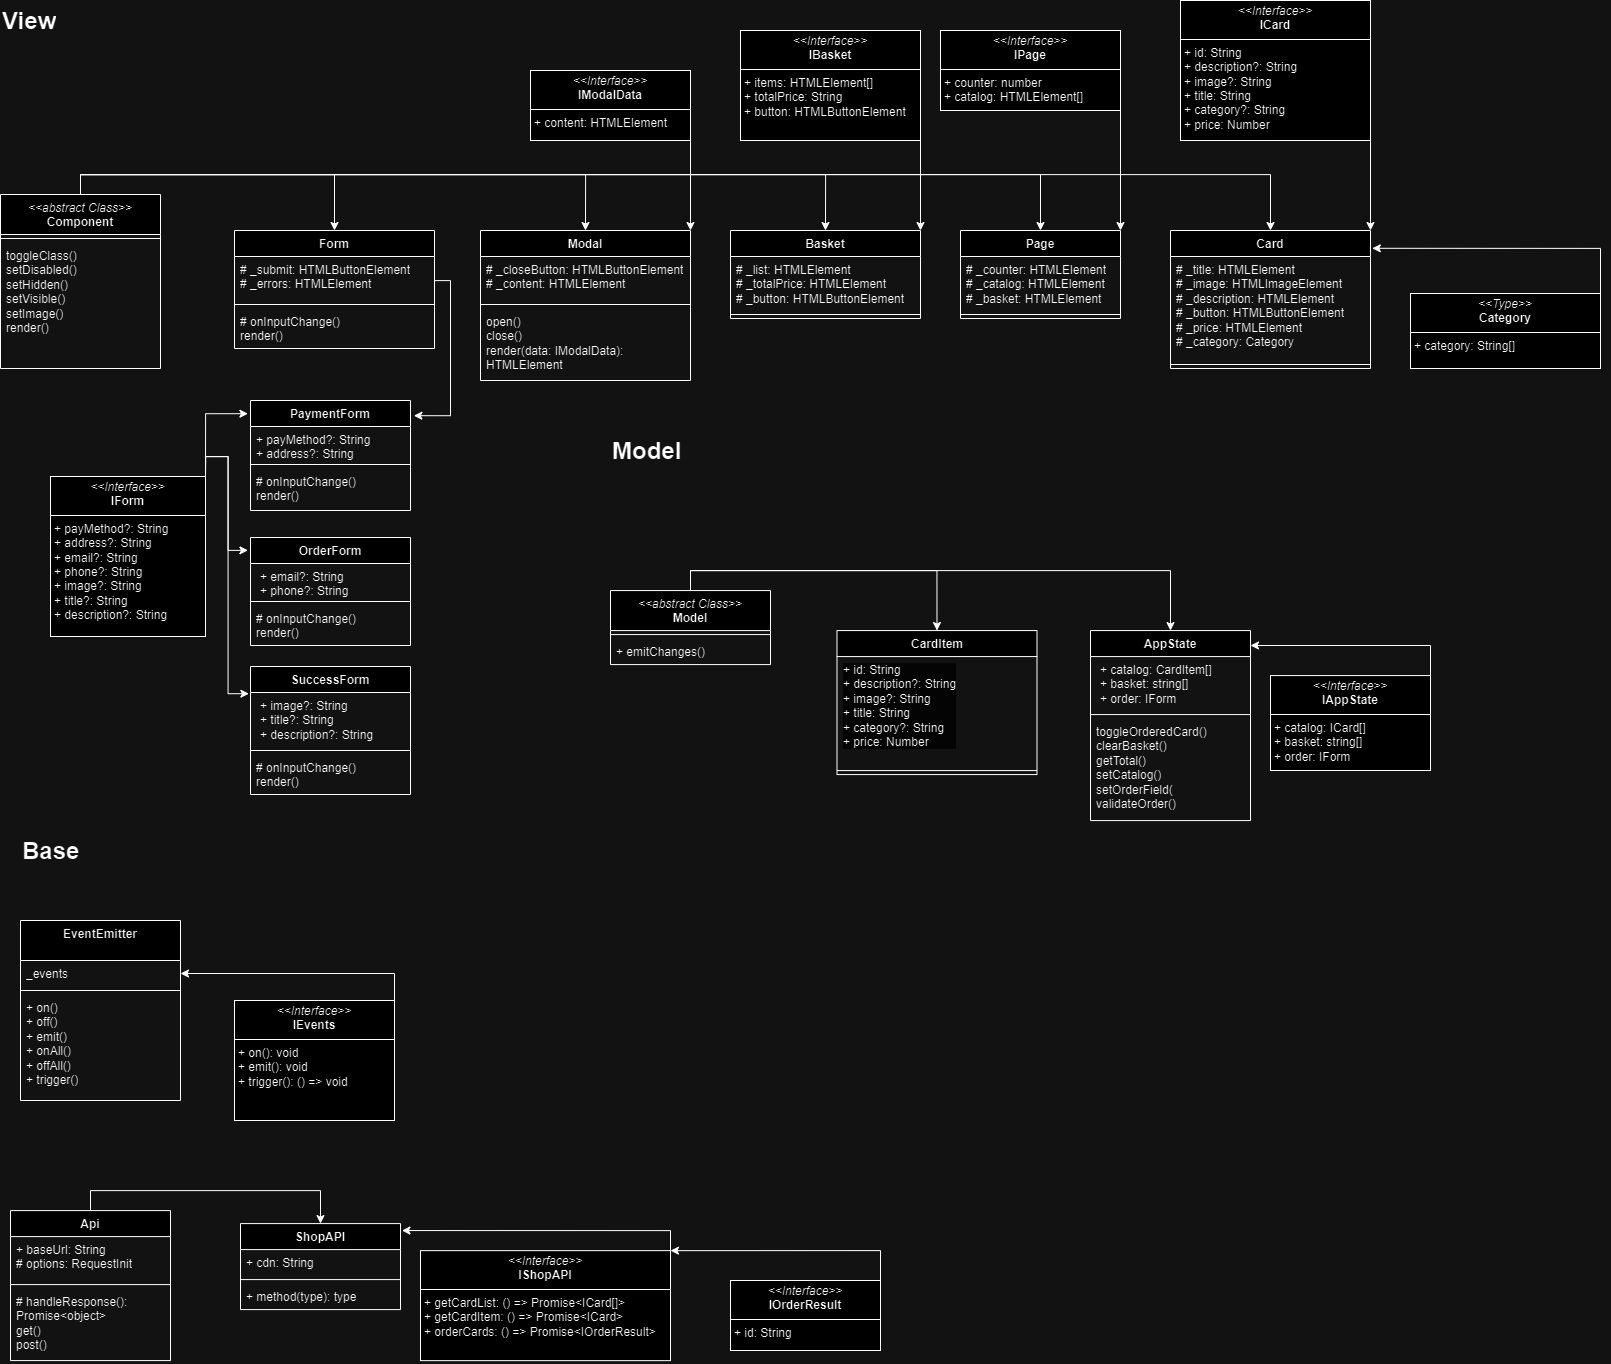 View
<<Interface>>
ICard
+ id: String
+ description?: String
+ image?: String
+ title: String
+ category?: String
+ price: Number
<<Interface>>
IBasket
+ items: HTMLElement[]
+ totalPrice: String
+ button: HTMLButtonElement
<<Interface>>
IPage
+ counter: number
+ catalog: HTMLElement[]
<<Interface>>
IModalData
+ content: HTMLElement
<<abstract Class>>
Component
toggleClass()
setDisabled()
setHidden()
setVisible()
setImage()
render()
Form
# _submit: HTMLButtonElement
# _errors: HTMLElement
# onInputChange()
render()
Modal
# _closeButton: HTMLButtonElement
# _content: HTMLElement
open()
close()
render(data: IModalData):
HTMLElement
Basket
# _list: HTMLElement
# _totalPrice: HTMLElement
# _button: HTMLButtonElement
Page
# _counter: HTMLElement
# _catalog: HTMLElement
# _basket: HTMLElement
Card
# _title: HTMLElement
# _image: HTMLImageElement
# _description: HTMLElement
# _button: HTMLButtonElement
# _price: HTMLElement
# _category: Category
<<Type>>
Category
+ category: String[]
PaymentForm
+ payMethod?: String
+ address?: String
# onInputChange()
render()
<<Interface>>
IForm
+ payMethod?: String
+ address?: String
+ email?: String
+ phone?: String
+ image?: String
+ title?: String
+ description?: String
OrderForm
+ email?: String
+ phone?: String
# onInputChange()
render()
SuccessForm
+ image?: String
+ title?: String
+ description?: String
# onInputChange()
render()
Model
<<abstract Class>>
Model
+ emitChanges()
CardItem
+ id: String
+ description?: String
+ image?: String
+ title: String
+ category?: String
+ price: Number
AppState
+ catalog: CardItem[]
+ basket: string[]
+ order: IForm
toggleOrderedCard()
clearBasket()
getTotal()
setCatalog()
setOrderField(
validateOrder()
<<Interface>>
IAppState
+ catalog: ICard[]
+ basket: string[]
+ order: IForm
Base
EventEmitter
_events
+ on()
+ off()
+ emit()
+ onAll()
+ offAll()
+ trigger()
<<Interface>>
IEvents
+ on(): void
+ emit(): void
+ trigger(): () => void
Api
+ baseUrl: String
# options: RequestInit
# handleResponse():
Promise<object>
get()
post()
ShopAPI
+ cdn: String
+ method(type): type
<<Interface>>
IShopAPI
+ getCardList: () => Promise<ICard[]>
+ getCardItem: () => Promise<ICard>
+ orderCards: () => Promise<IOrderResult>
<<Interface>>
IOrderResult
+ id: String